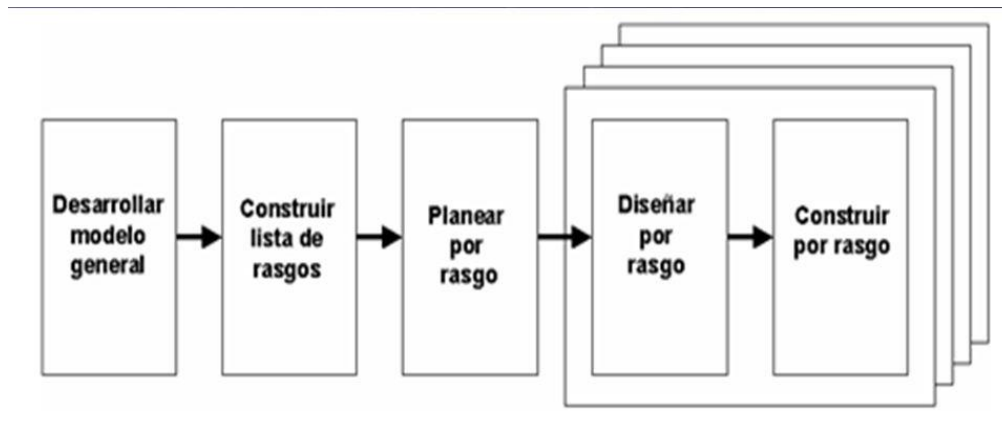 Desarrollar
modelo
general
Construir
lista de
rasgos
Planear
por
rasgo
Diseñar
por
rasgo
Construir
por rasgo